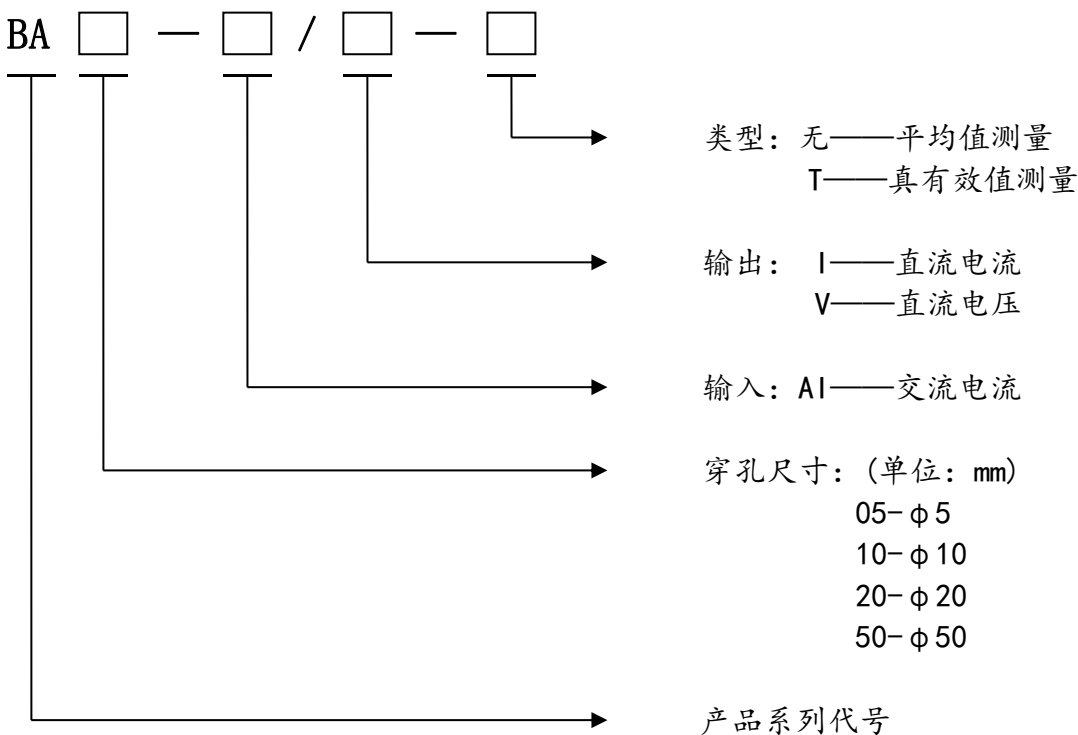 BA □ — □ / □ — □
类型：无——平均值测量
T——真有效值测量
输出： I——直流电流
V——直流电压
输入：AI——交流电流
穿孔尺寸：(单位：mm)
05-φ5
10-φ10
20-φ20
50-φ50
产品系列代号